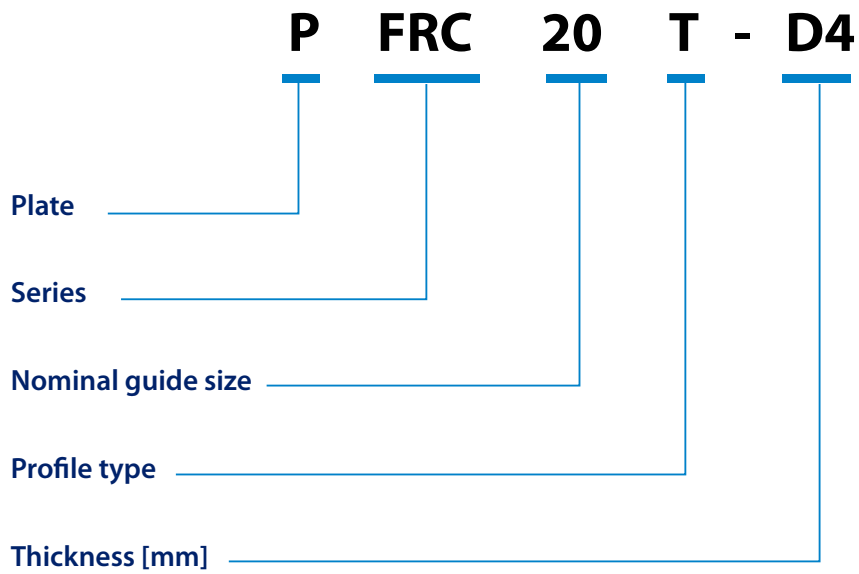 P FRC 20 T - D4
Plate
Series
Nominal guide size
Profile type
Thickness [mm]